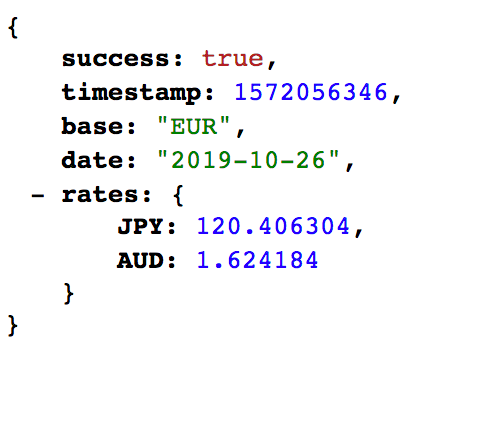 {
success: true,
timestamp: 1572056346,
base: "EUR",
date: "2019-10-26",
- rates: {
JPY: 120.406304,
AUD: 1.624184
}
}